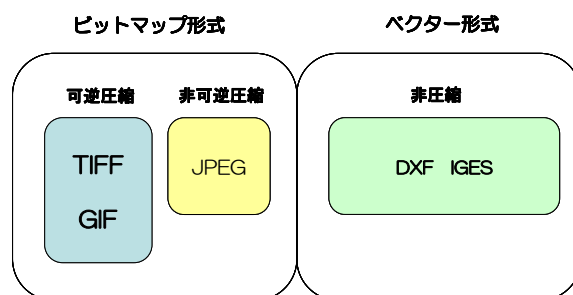 ビットマップ形式
ベクター形式
可逆圧縮
非可逆圧縮
非圧縮
TIFF
GIF
JPEG
DXF IGES